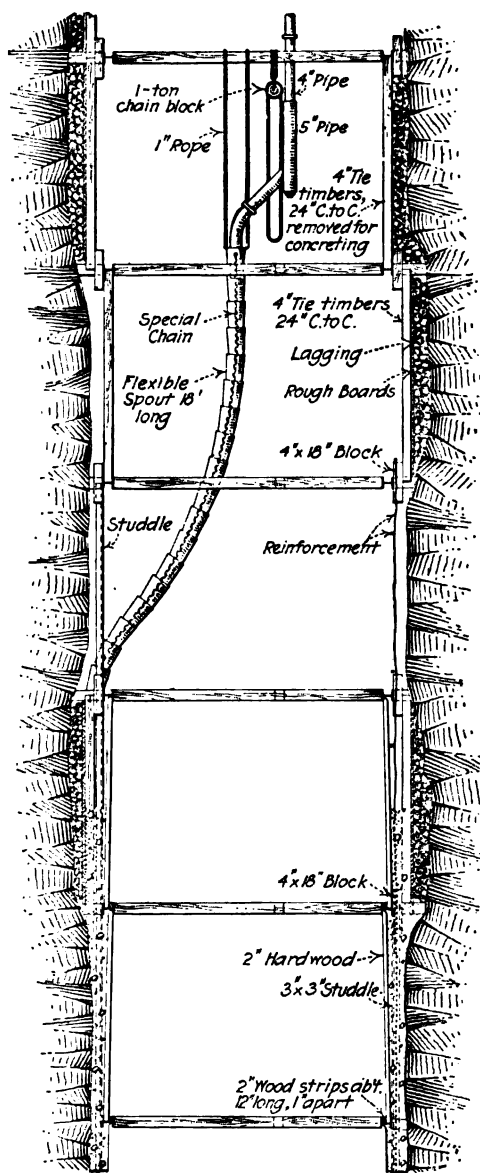 1-ton
chain block
1" Rope
4" Pipe
5" Pipe
4" Tie
timbers,
24" C. to C.
removed for
concreting
Special
Chain
4" Tie timbers
24" C. to C.
Lagging
Flexible
Spout 18'
long
Rough Boards
4" x 18" Block
Studdle
Reinforcement
4" x 18" Block
2" Hardwood
3" x 3" Studdle
2" Wood strips ab't.
12" long, 1" apart